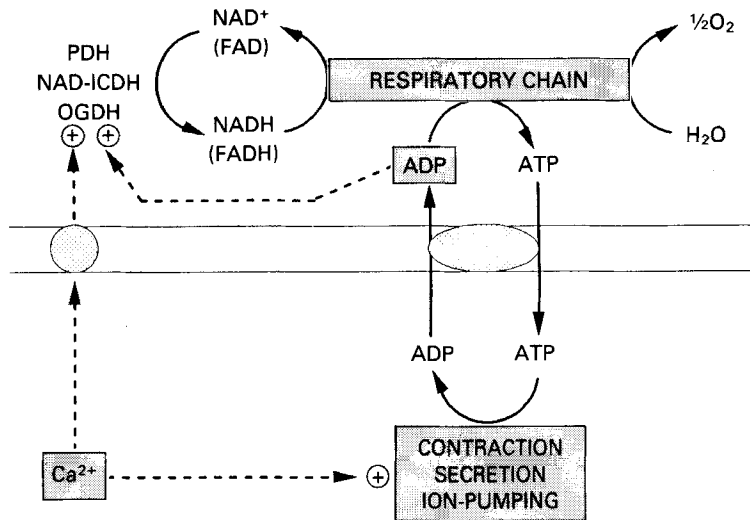 PDH
NAD-ICDH
OGDH
+ +
NAD⁺
(FAD)
NADH
(FADH)
RESPIRATORY CHAIN
½O₂
H₂O
ADP
ATP
ADP
ATP
Ca²⁺
+
CONTRACTION
SECRETION
ION-PUMPING